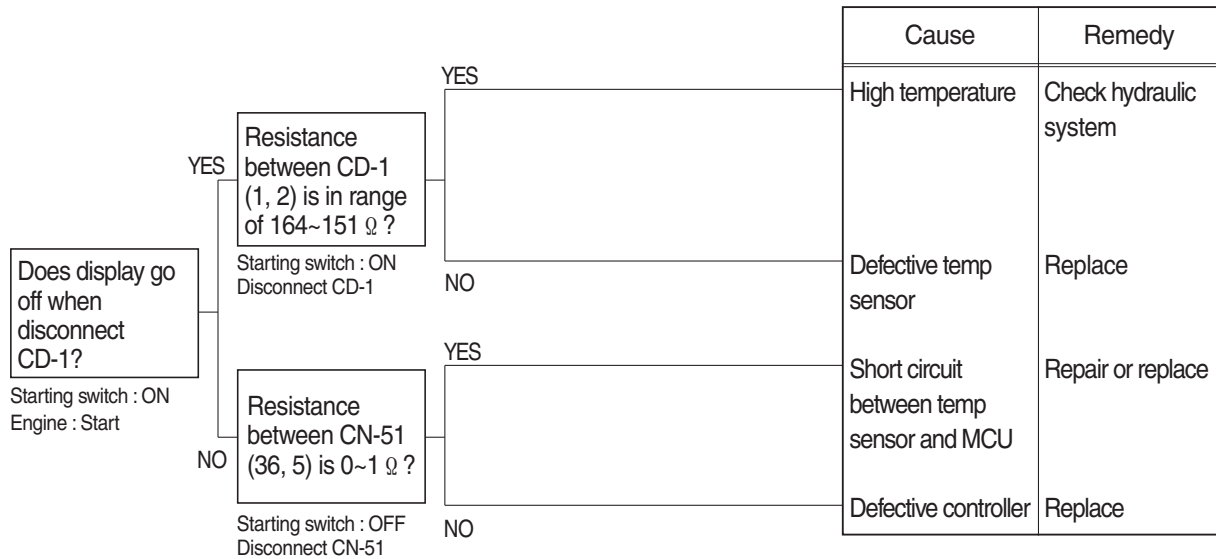 Does display go
off when
disconnect
CD-1?
Starting switch : ON
Engine : Start
YES
Resistance
between CD-1
(1, 2) is in range
of 164~151 Ω ?
Starting switch : ON
Disconnect CD-1
NO
Resistance
between CN-51
(36, 5) is 0~1 Ω ?
Starting switch : OFF
Disconnect CN-51
YES
NO
YES
NO
Cause Remedy
High temperature Check hydraulic
system
Defective temp Replace
sensor
Short circuit Repair or replace
between temp
sensor and MCU
Defective controller Replace